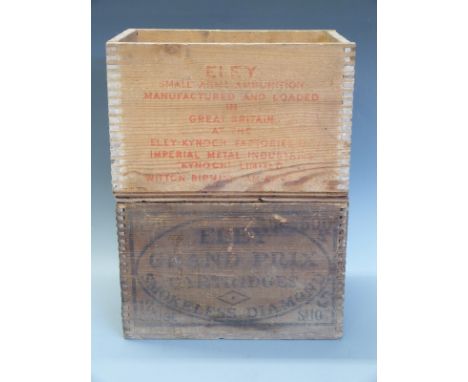 ELEY
SMALL ARMS AMMUNITION
MANUFACTURED AND LOADED
IN
GREAT BRITAIN
AT THE
ELEY-KYNOCH FACTORIES
IMPERIAL METAL INDUSTRIES
(KYNOCH) LIMITED
WITTON BIRMINGHAM
ELEY
GRAND PRIX
CARTRIDGES
SMOKELESS DIAMOND